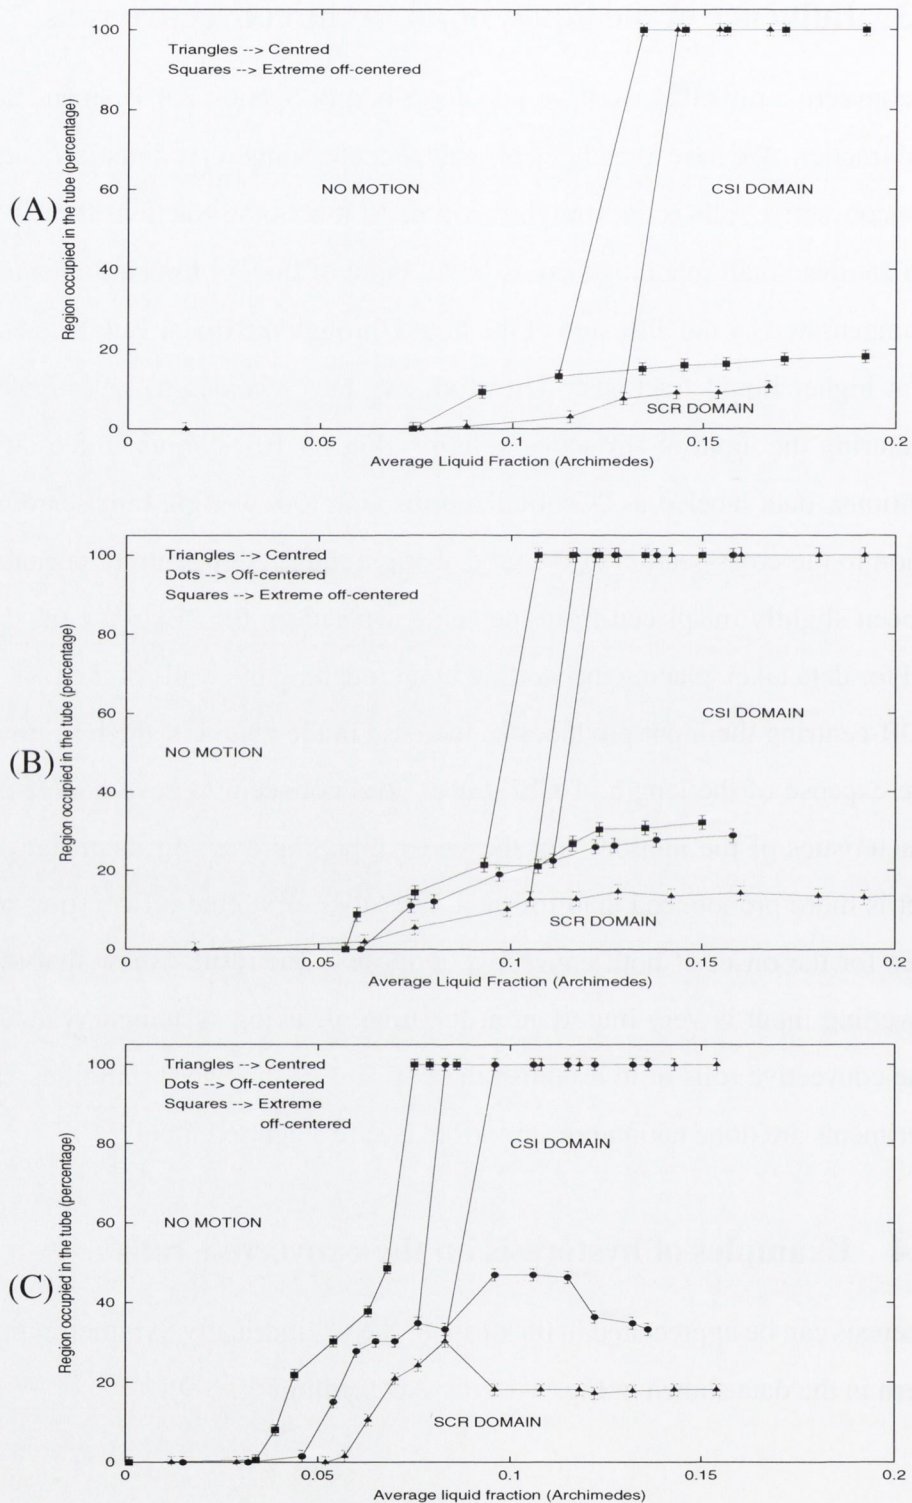 100
80
60
40
20
0
Region occupied in the tube (percentage)
Triangles --> Centred
Squares --> Extreme off-centered
NO MOTION
CSI DOMAIN
SCR DOMAIN
(A)
0 0.05 0.1 0.15 0.2
Average Liquid Fraction (Archimedes)
100
80
60
40
20
0
Region occupied in the tube (percentage)
Triangles --> Centred
Dots --> Off-centered
Squares --> Extreme off-centered
CSI DOMAIN
NO MOTION
SCR DOMAIN
(B)
0 0.05 0.1 0.15 0.2
Average Liquid Fraction (Archimedes)
100
80
60
40
20
0
Region occupied in the tube (percentage)
Triangles --> Centred
Dots --> Off-centered
Squares --> Extreme
off-centered
CSI DOMAIN
NO MOTION
SCR DOMAIN
(C)
0 0.05 0.1 0.15 0.2
Average liquid fraction (Archimedes)